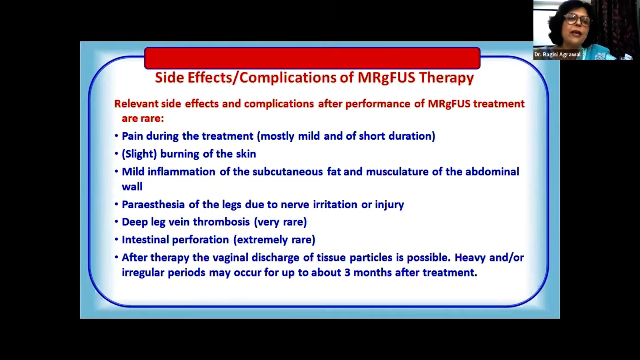 Dr. Ragini Agrawal
Side Effects/Complications of MRgFUS Therapy
Relevant side effects and complications after performance of MRgFUS treatment
are rare:
• Pain during the treatment (mostly mild and of short duration)
• (Slight) burning of the skin
• Mild inflammation of the subcutaneous fat and musculature of the abdominal
wall
• Paraesthesia of the legs due to nerve irritation or injury
• Deep leg vein thrombosis (very rare)
• Intestinal perforation (extremely rare)
• After therapy the vaginal discharge of tissue particles is possible. Heavy and/or
irregular periods may occur for up to about 3 months after treatment.